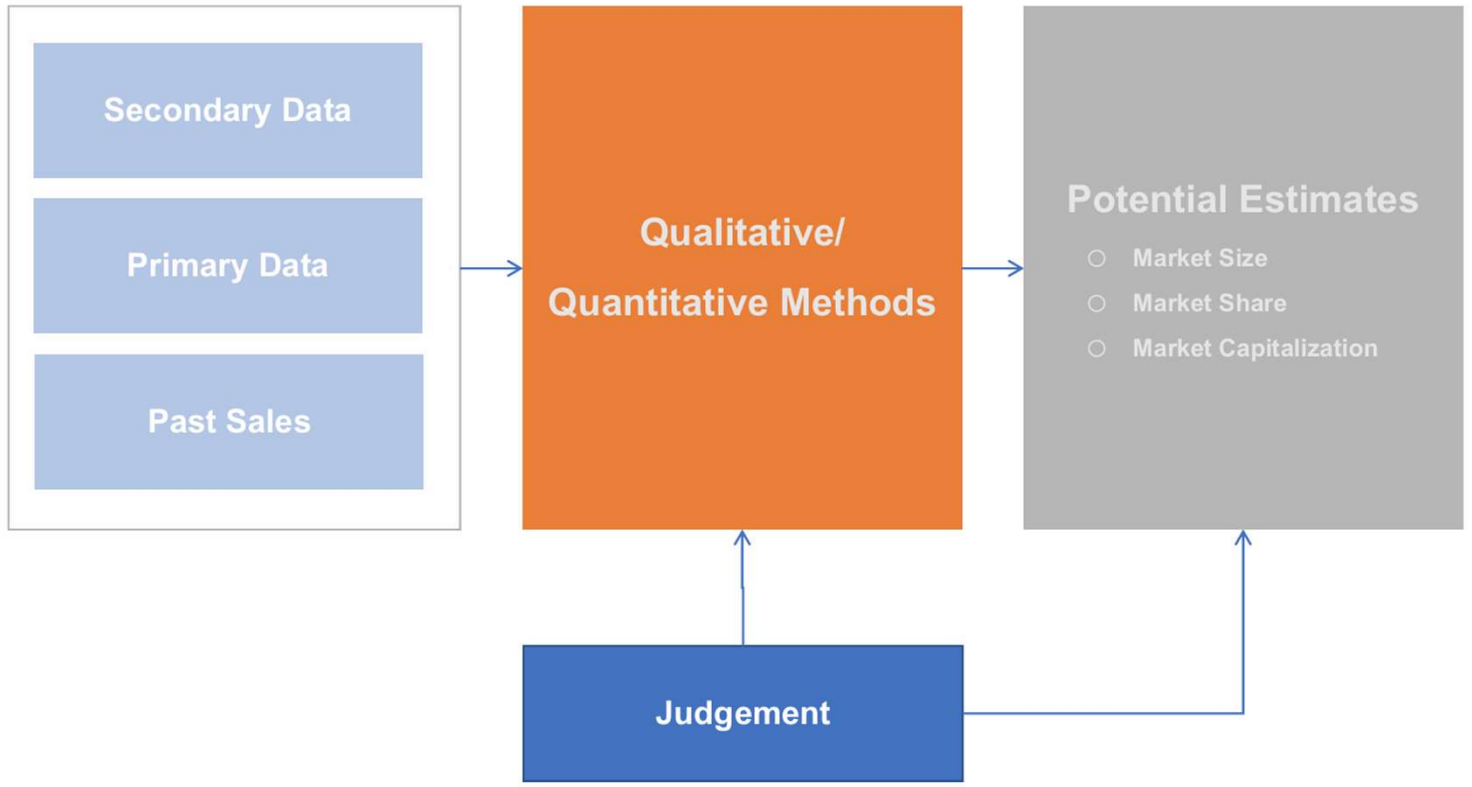 Secondary Data
Primary Data
Past Sales
Qualitative/
Quantitative Methods
Potential Estimates
Market Size
Market Share
Market Capitalization
Judgement